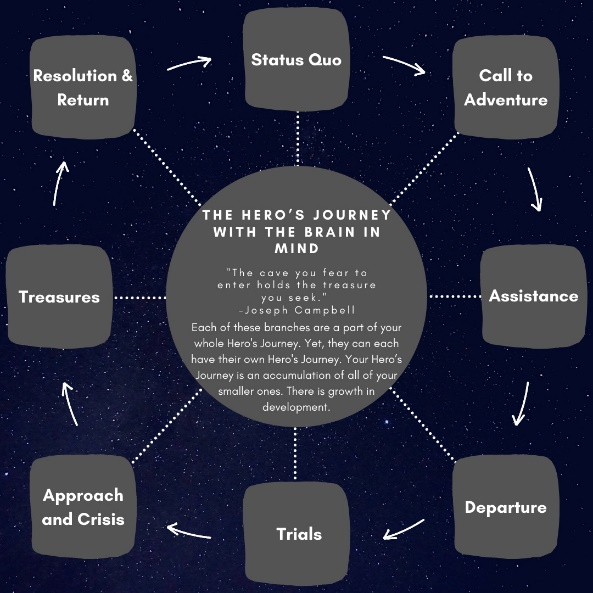 Status Quo
Call to
Adventure
Assistance
Departure
Trials
Approach
and Crisis
Treasures
Resolution &
Return
THE HERO'S JOURNEY
WITH THE BRAIN IN
MIND
"The cave you fear to
enter holds the treasure
you seek."
-Joseph Campbell
Each of these branches are a part of your
whole Hero's Journey. Yet, they can each
have their own Hero's Journey. Your Hero's
Journey is an accumulation of all of your
smaller ones. There is growth in
development.